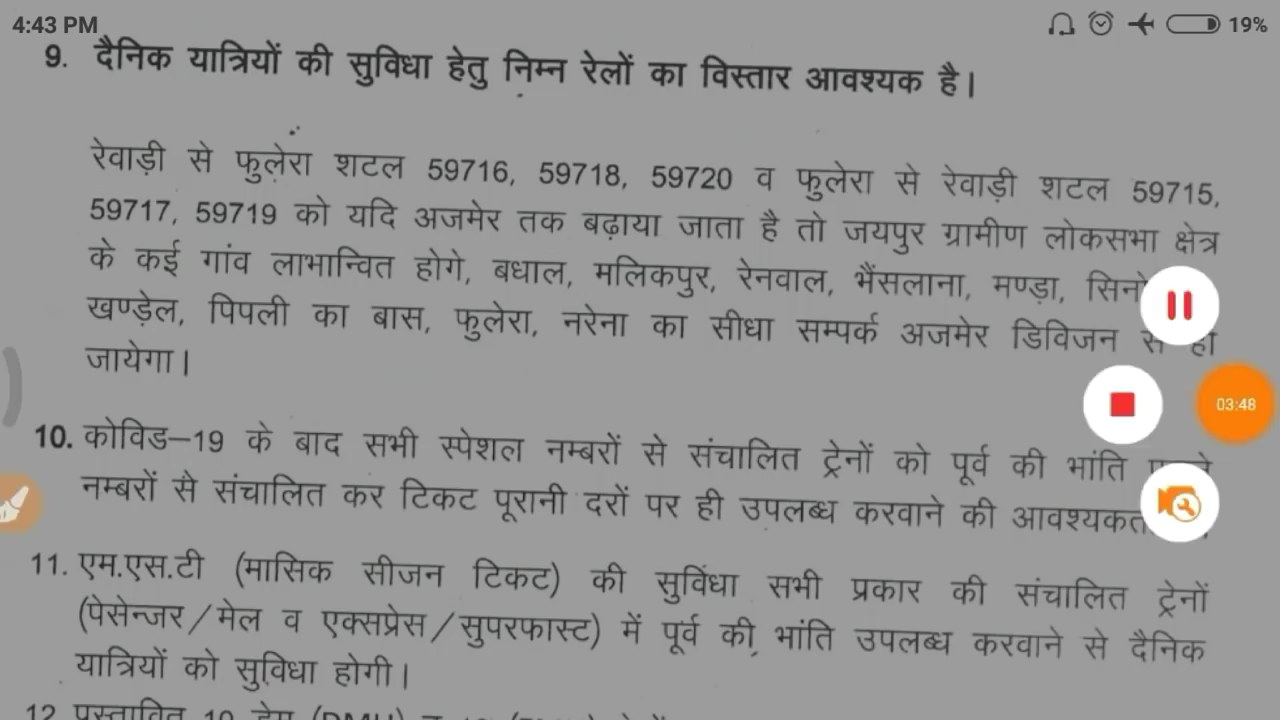 4:43 PM
19%
9. दैनिक यात्रियों की सुविधा हेतु निम्न रेलों का विस्तार आवश्यक है।
रेवाड़ी से फुलेरा शटल 59716, 59718, 59720 व फुलेरा से रेवाड़ी शटल 59715,
59717, 59719 को यदि अजमेर तक बढ़ाया जाता है तो जयपुर ग्रामीण लोकसभा क्षेत्र
के कई गांव लाभान्वित होगे, बधाल, मलिकपुर, रेनवाल, भैंसलाना, मण्ड़ा,
खण्ड़ेल, पिपली का बास, फुलेरा, नरेना का सीधा सम्पर्क अजमेर डिविजन से हो
जायेगा।
03:48
10. कोविड–19 के बाद सभी स्पेशल नम्बरों से संचालित ट्रेनों को पूर्व की भांति
नम्बरों से संचालित कर टिकट पूरानी दरों पर ही उपलब्ध करवाने की
11. एम.एस.टी (मासिक सीजन टिकट) की सुविधा सभी प्रकार की संचालित ट्रेनों
(पेसेन्जर/मेल व एक्सप्रेस/सुपरफास्ट) में पूर्व की भांति उपलब्ध करवाने से दैनिक
यात्रियों को सुविधा होगी।
12